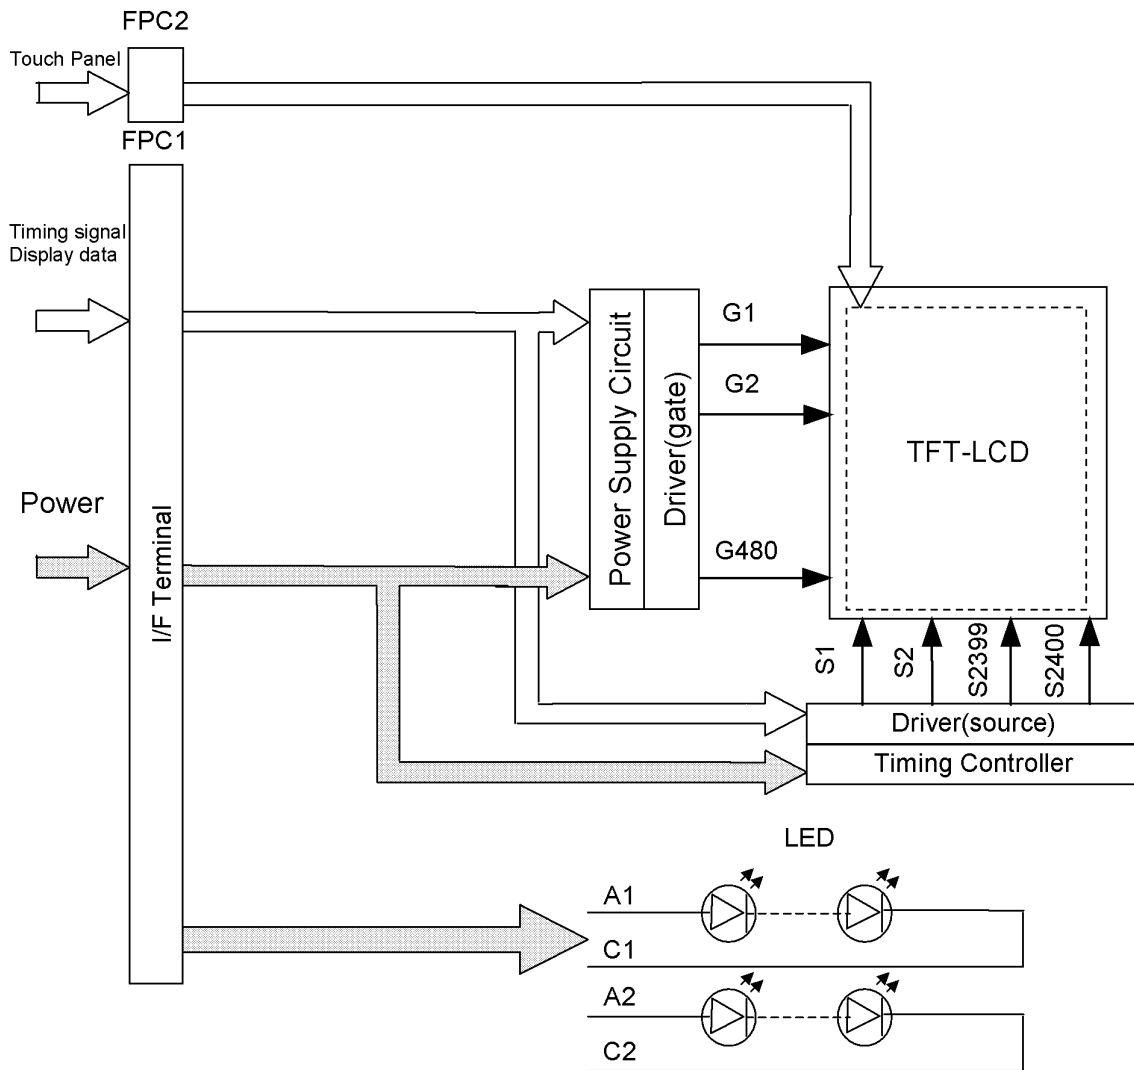 FPC2
Touch Panel
FPC1
Timing signal
Display data
Power
I/F Terminal
Power Supply Circuit
Driver(gate)
G1
G2
G480
TFT-LCD
S1
S2
S2399
S2400
Driver(source)
Timing Controller
LED
A1
C1
A2
C2